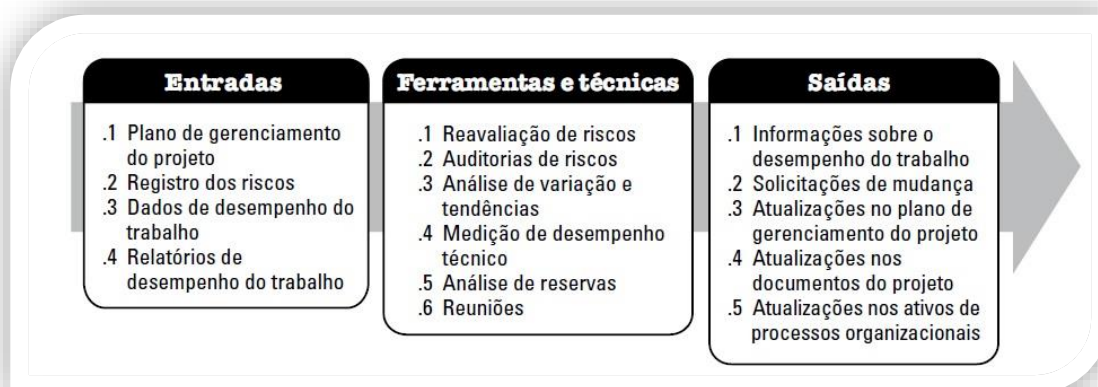 Entradas
.1 Plano de gerenciamento
do projeto
.2 Registro dos riscos
.3 Dados de desempenho do
trabalho
.4 Relatórios de
desempenho do trabalho
Ferramentas e técnicas
.1 Reavaliação de riscos
.2 Auditorias de riscos
.3 Análise de variação e
tendências
.4 Medição de desempenho
técnico
.5 Análise de reservas
.6 Reuniões
Saídas
.1 Informações sobre o
desempenho do trabalho
.2 Solicitações de mudança
.3 Atualizações no plano de
gerenciamento do projeto
.4 Atualizações nos
documentos do projeto
.5 Atualizações nos ativos de
processos organizacionais